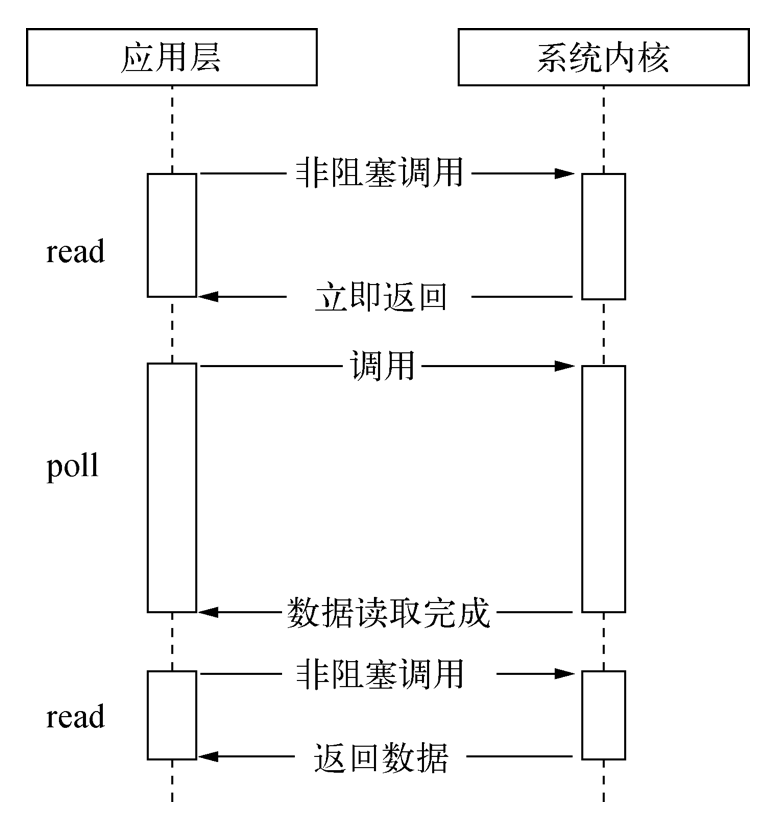 应用层
系统内核
非阻塞调用
read
立即返回
调用
poll
数据读取完成
非阻塞调用
read
返回数据